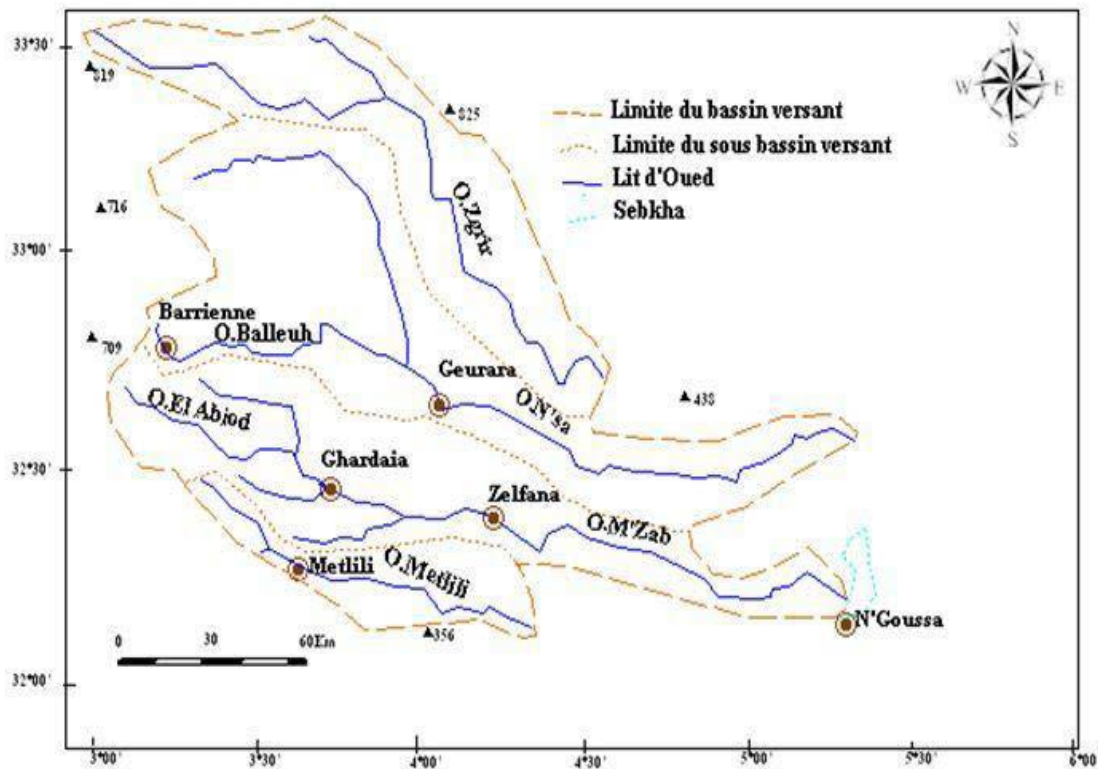 33°30'
33°00'
32°30'
32°00'
819
825
716
709
438
356
N
W E
S
Limite du bassin versant
Limite du sous bassin versant
Lit d'Oued
Sebkha
O.Zgrir
Barrienne
O.Balleuh
Geurara
O.N'sa
O.El Abiod
Ghardaia
Zelfana
O.M'Zab
Metlili
O.Metlili
N'Goussa
0 30 60Km
3°00' 3°30' 4°00' 4°30' 5°00' 5°30' 6°00